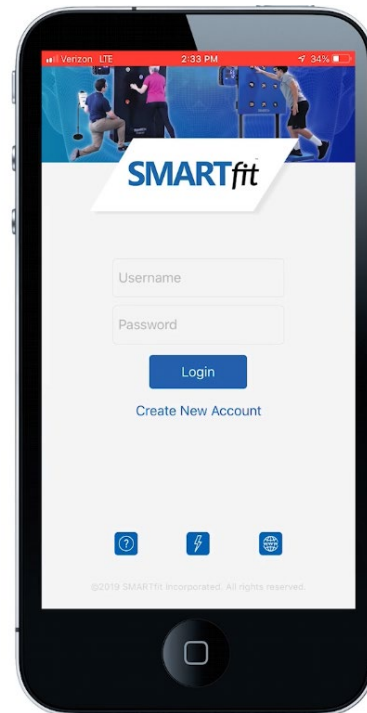 Verizon LTE 2:33 PM 34%
SMARTfit
Username
Password
Login
Create New Account
?
©2019 SMARTfit Incorporated. All rights reserved.